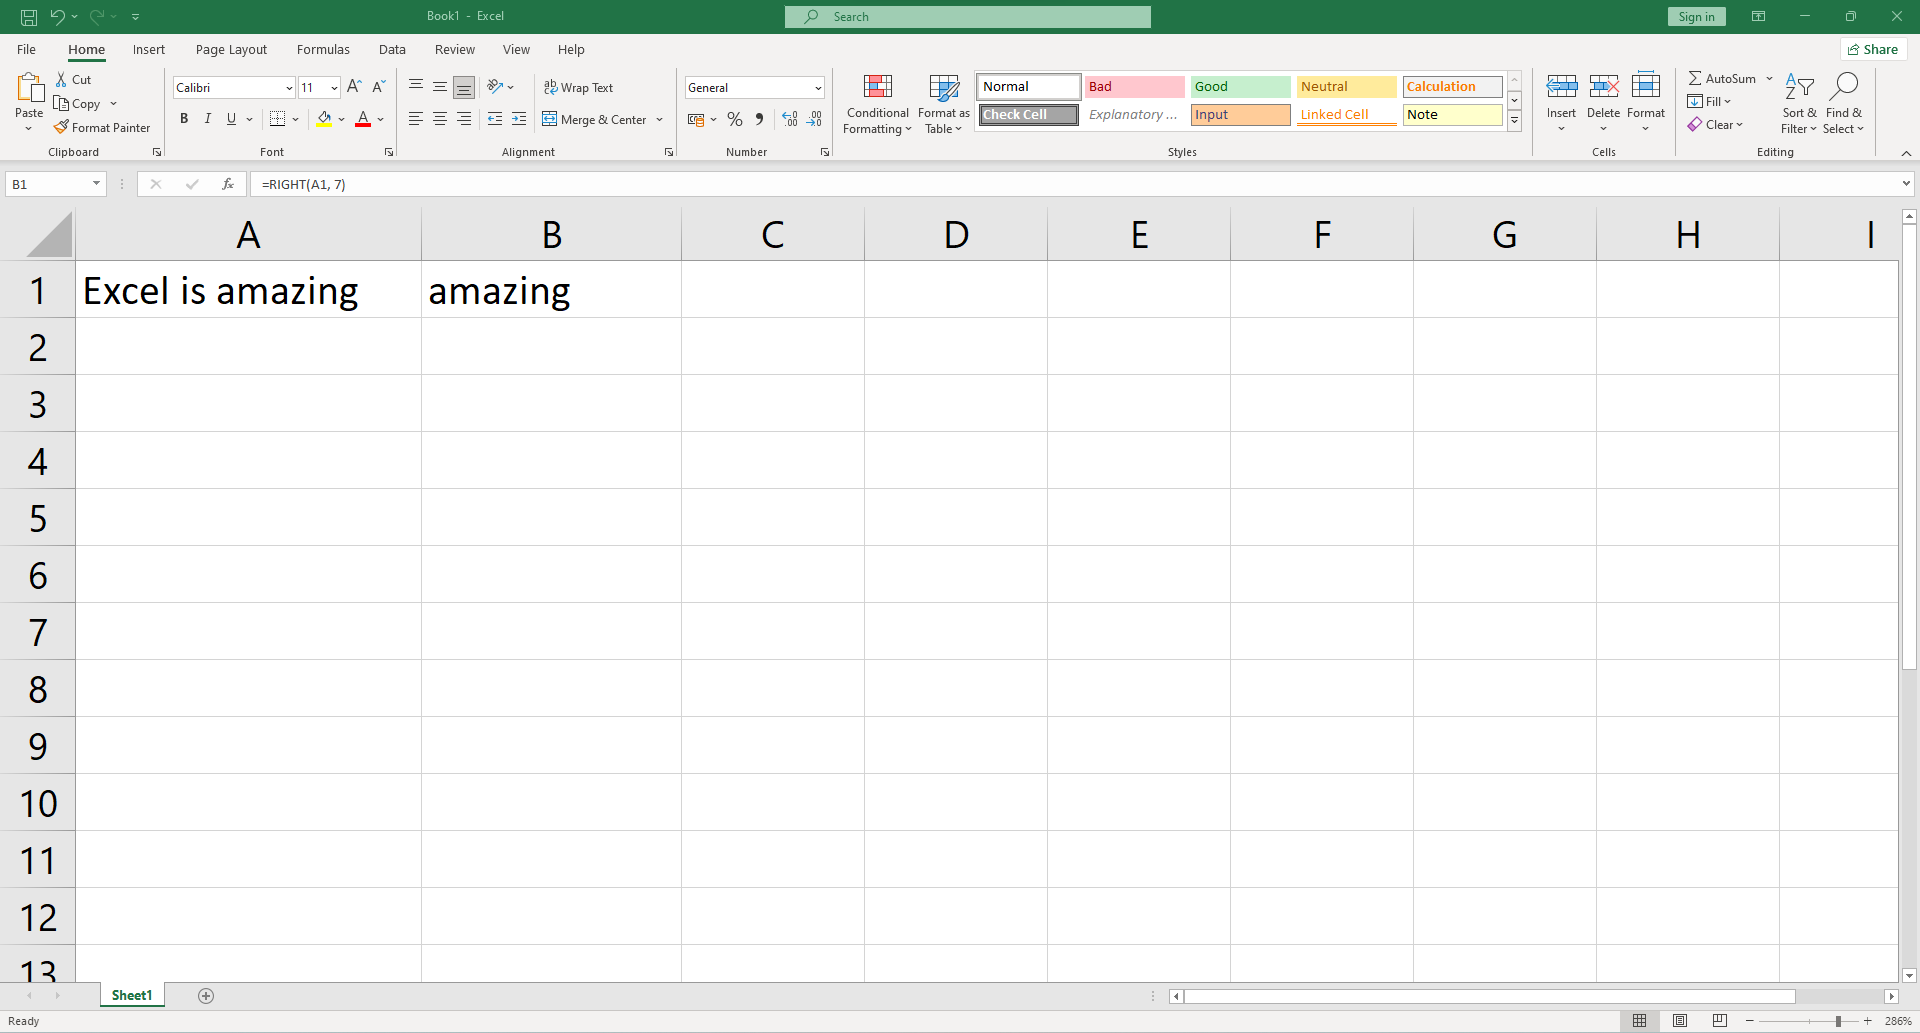 Book1 - Excel
Search
Sign in
File Home Insert Page Layout Formulas Data Review View Help
Share
Paste
Cut
Copy
Format Painter
Clipboard
Calibri 11
B I U
Font
Wrap Text
Merge & Center
Alignment
General
Number
Conditional Formatting
Format as Table
Normal Bad Good Neutral Calculation
Check Cell Explanatory ... Input Linked Cell Note
Styles
Insert Delete Format
Cells
AutoSum
Fill
Clear
Sort & Filter
Find & Select
Editing
B1 fx =RIGHT(A1, 7)
A B C D E F G H I
1 Excel is amazing amazing
2
3
4
5
6
7
8
9
10
11
12
13
Sheet1
Ready
286%